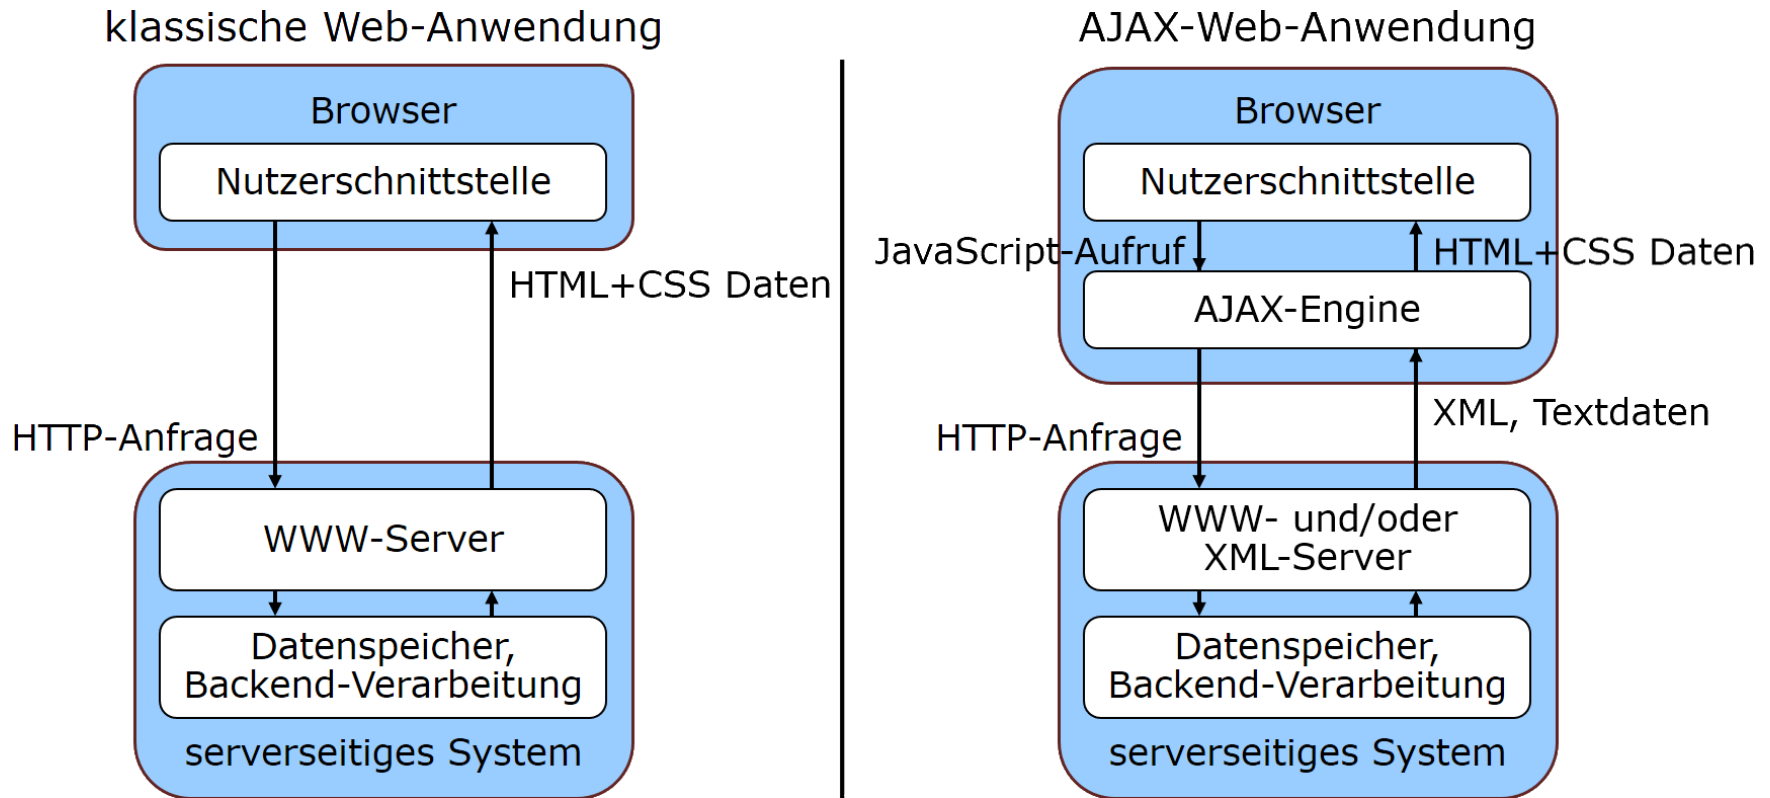 klassische Web-Anwendung
Browser
Nutzerschnittstelle
HTML+CSS Daten
HTTP-Anfrage
WWW-Server
Datenspeicher,
Backend-Verarbeitung
serverseitiges System
AJAX-Web-Anwendung
Browser
Nutzerschnittstelle
JavaScript-Aufruf
HTML+CSS Daten
AJAX-Engine
XML, Textdaten
HTTP-Anfrage
WWW- und/oder
XML-Server
Datenspeicher,
Backend-Verarbeitung
serverseitiges System